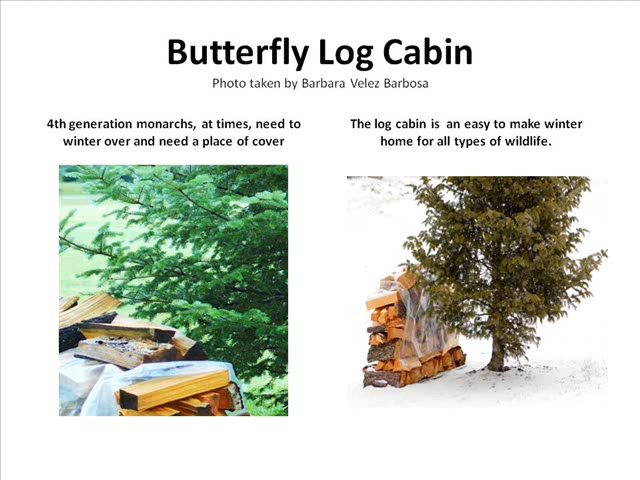 Butterfly Log Cabin
Photo taken by Barbara Velez Barbosa
4th generation monarchs, at times, need to
winter over and need a place of cover
The log cabin is an easy to make winter
home for all types of wildlife.